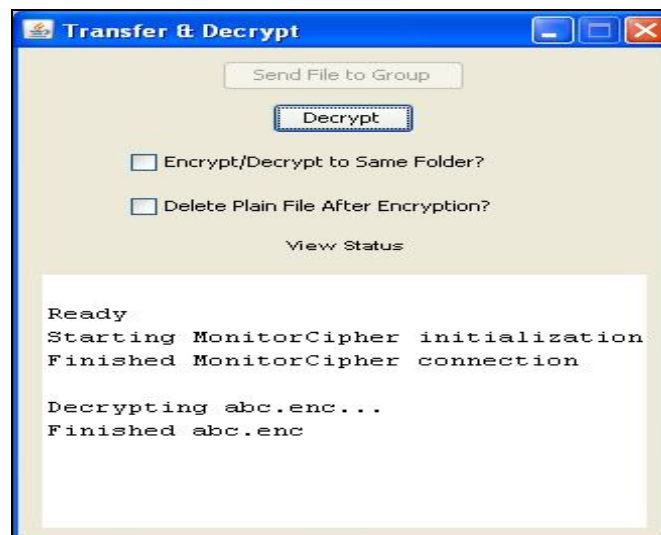 Transfer & Decrypt
Send File to Group
Decrypt
Encrypt/Decrypt to Same Folder?
Delete Plain File After Encryption?
View Status
Ready
Starting MonitorCipher initialization
Finished MonitorCipher connection
Decrypting abc.enc...
Finished abc.enc